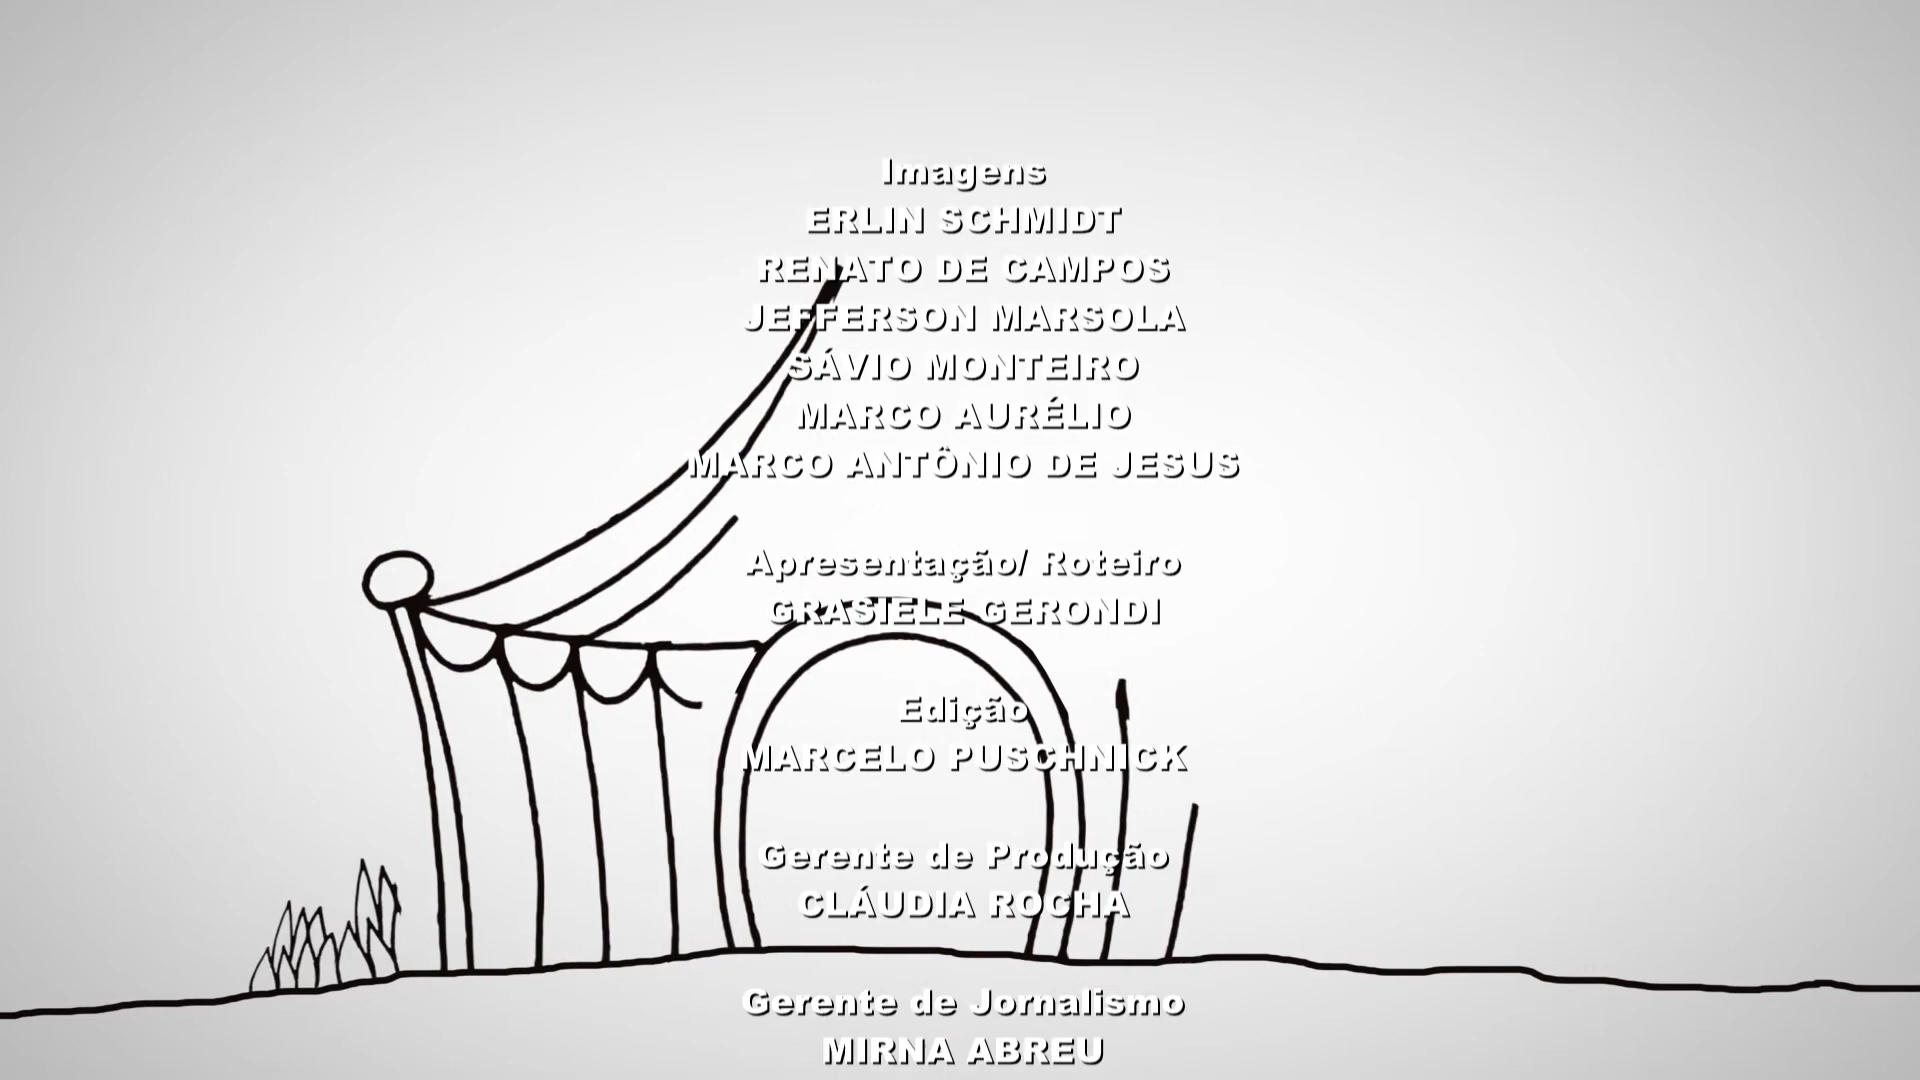 Imagens
ERLIN SCHMIDT
RENATO DE CAMPOS
JEFFERSON MARSOLA
SÁVIO MONTEIRO
MARCO AURÉLIO
MARCO ANTÔNIO DE JESUS
Apresentação/ Roteiro
GRASIELE GERONDI
Edição
MARCELO PUSCHNICK
Gerente de Produção
CLÁUDIA ROCHA
Gerente de Jornalismo
MIRNA ABREU